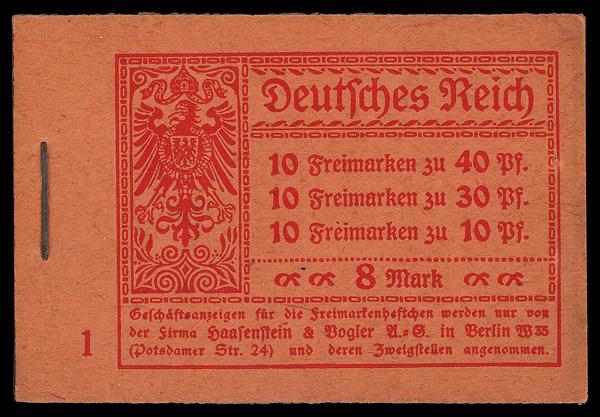 Deutsches Reich
10 Freimarken zu 40 Pf.
10 Freimarken zu 30 Pf.
10 Freimarken zu 10 Pf.
8 Mark
Geschäftsanzeigen für die Freimarkenheftchen werden nur von
der Firma Haasenstein & Vogler A.=G. in Berlin W 35
(Potsdamer Str. 24) und deren Zweigstellen angenommen.
1